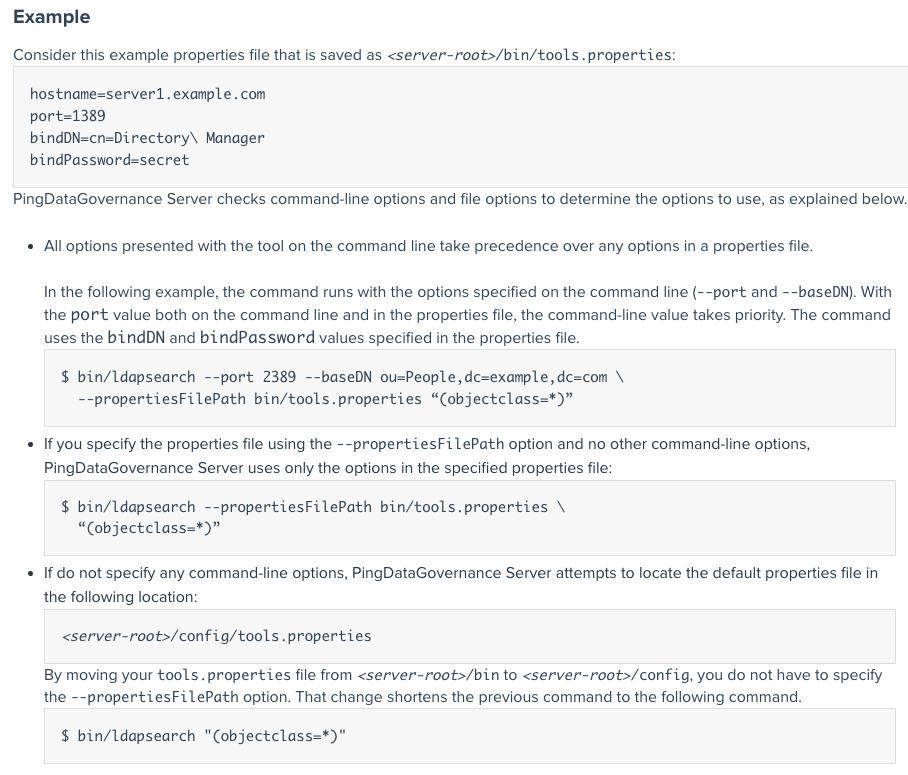 Example
Consider this example properties file that is saved as <server-root>/bin/tools.properties:
hostname=server1.example.com
port=1389
bindDN=cn=Directory\ Manager
bindPassword=secret
PingDataGovernance Server checks command-line options and file options to determine the options to use, as explained below.
• All options presented with the tool on the command line take precedence over any options in a properties file.
In the following example, the command runs with the options specified on the command line (--port and --baseDN). With
the port value both on the command line and in the properties file, the command-line value takes priority. The command
uses the bindDN and bindPassword values specified in the properties file.
$ bin/ldapsearch --port 2389 --baseDN ou=People,dc=example,dc=com \
--propertiesFilePath bin/tools.properties “(objectclass=*)”
• If you specify the properties file using the --propertiesFilePath option and no other command-line options,
PingDataGovernance Server uses only the options in the specified properties file:
$ bin/ldapsearch --propertiesFilePath bin/tools.properties \
“(objectclass=*)”
• If do not specify any command-line options, PingDataGovernance Server attempts to locate the default properties file in
the following location:
<server-root>/config/tools.properties
By moving your tools.properties file from <server-root>/bin to <server-root>/config, you do not have to specify
the --propertiesFilePath option. That change shortens the previous command to the following command.
$ bin/ldapsearch "(objectclass=*)"